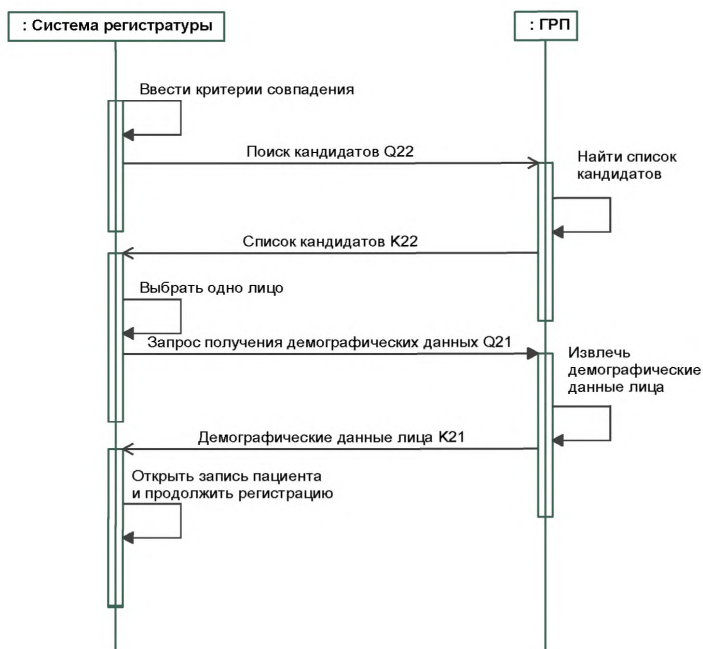 : Система регистратуры
: ГРП
Ввести критерии совпадения
Поиск кандидатов Q22
Найти список
кандидатов
Список кандидатов K22
Выбрать одно лицо
Запрос получения демографических данных Q21
Извлечь
демографические
данные лица
Демографические данные лица K21
Открыть запись пациента
и продолжить регистрацию